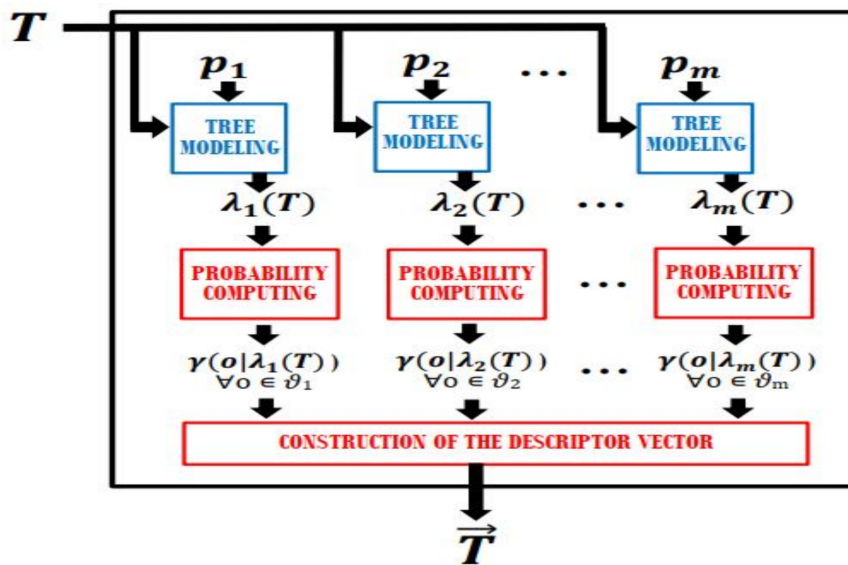 T
p₁ p₂ ... pₘ
TREE MODELING TREE MODELING TREE MODELING
λ₁(T) λ₂(T) ... λₘ(T)
PROBABILITY COMPUTING PROBABILITY COMPUTING ... PROBABILITY COMPUTING
γ(o|λ₁(T)) γ(o|λ₂(T)) ... γ(o|λₘ(T))
∀o ∈ ϑ₁ ∀o ∈ ϑ₂ ∀o ∈ ϑₘ
CONSTRUCTION OF THE DESCRIPTOR VECTOR
T⃗